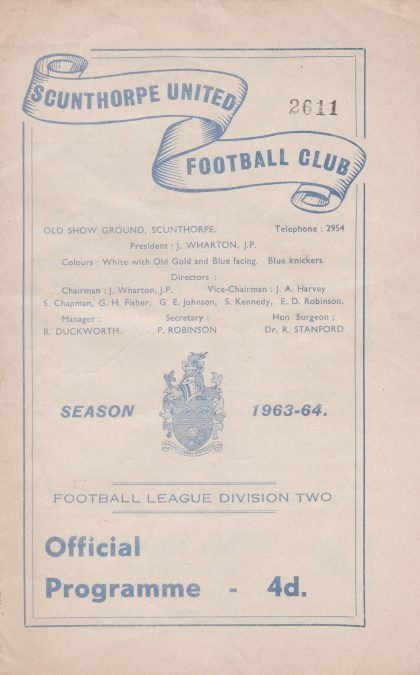 SCUNTHORPE UNITED
FOOTBALL CLUB
2611
OLD SHOW GROUND, SCUNTHORPE. Telephone : 2954
President : J. WHARTON, J.P.
Colours : White with Old Gold and Blue facing. Blue knickers.
Directors :
Chairman : J, Wharton, J.P. Vice-Chairman : J. A. Harvey
S. Chapman, G. H. Fisher. G. E. Johnson, S. Kennedy, E. D. Robinson.
Manager : Secretary : Hon Surgeon ;
R. DUCKWORTH. P. ROBINSON Dr. R. STANFORD
SEASON 1963-64.
FOOTBALL LEAGUE DIVISION TWO
Official
Programme - 4d.